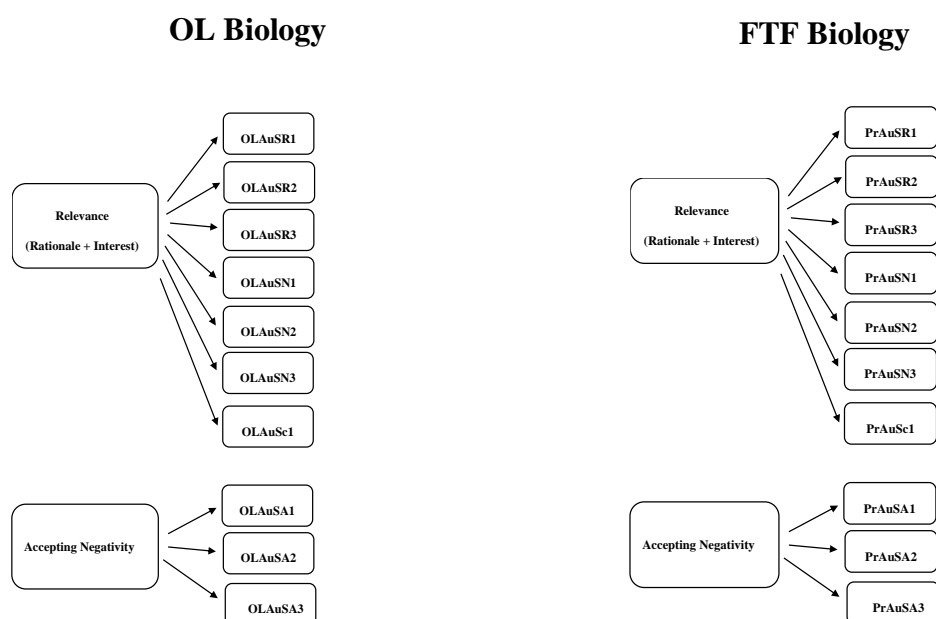 OL Biology
OLAuSR1
OLAuSR2
Relevance
(Rationale + Interest)
OLAuSR3
OLAuSN1
OLAuSN2
OLAuSN3
OLAuSc1
OLAuSA1
Accepting Negativity
OLAuSA2
OLAuSA3
FTF Biology
PrAuSR1
PrAuSR2
Relevance
(Rationale + Interest)
PrAuSR3
PrAuSN1
PrAuSN2
PrAuSN3
PrAuSc1
PrAuSA1
Accepting Negativity
PrAuSA2
PrAuSA3